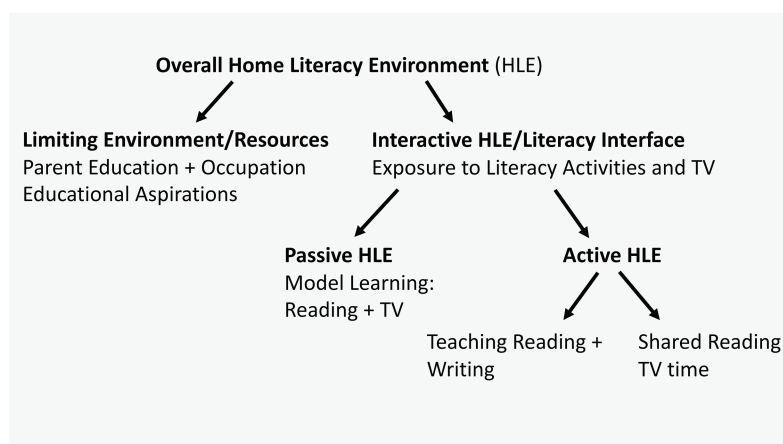 Overall Home Literacy Environment (HLE)
Limiting Environment/Resources
Parent Education + Occupation
Educational Aspirations
Interactive HLE/Literacy Interface
Exposure to Literacy Activities and TV
Passive HLE
Model Learning:
Reading + TV
Active HLE
Teaching Reading +
Writing
Shared Reading
TV time